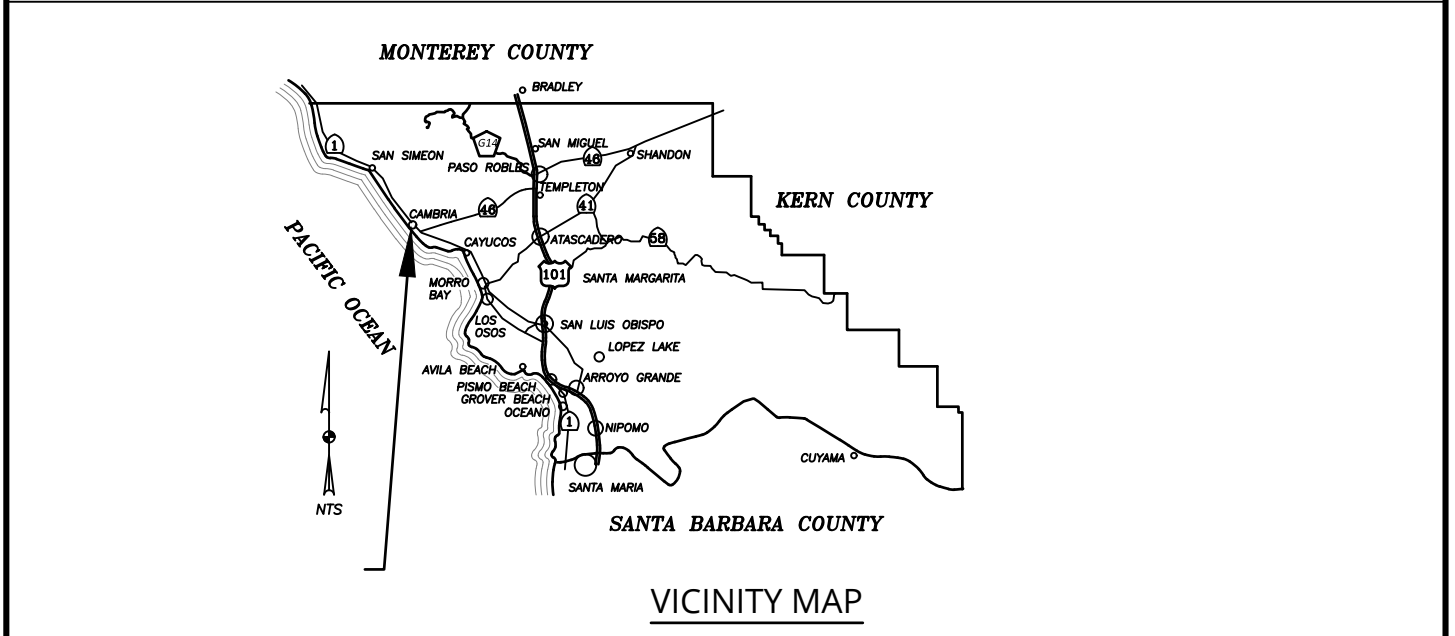 MONTEREY COUNTY
BRADLEY
1
G14
SAN MIGUEL
SAN SIMEON
46
SHANDON
PASO ROBLES
TEMPLETON
KERN COUNTY
46
41
CAMBRIA
CAYUCOS
ATASCADERO
58
PACIFIC OCEAN
101
SANTA MARGARITA
MORRO
BAY
LOS
OSOS
SAN LUIS OBISPO
LOPEZ LAKE
AVILA BEACH
ARROYO GRANDE
PISMO BEACH
GROVER BEACH
OCEANO
1
NIPOMO
CUYAMA
SANTA MARIA
NTS
SANTA BARBARA COUNTY
VICINITY MAP